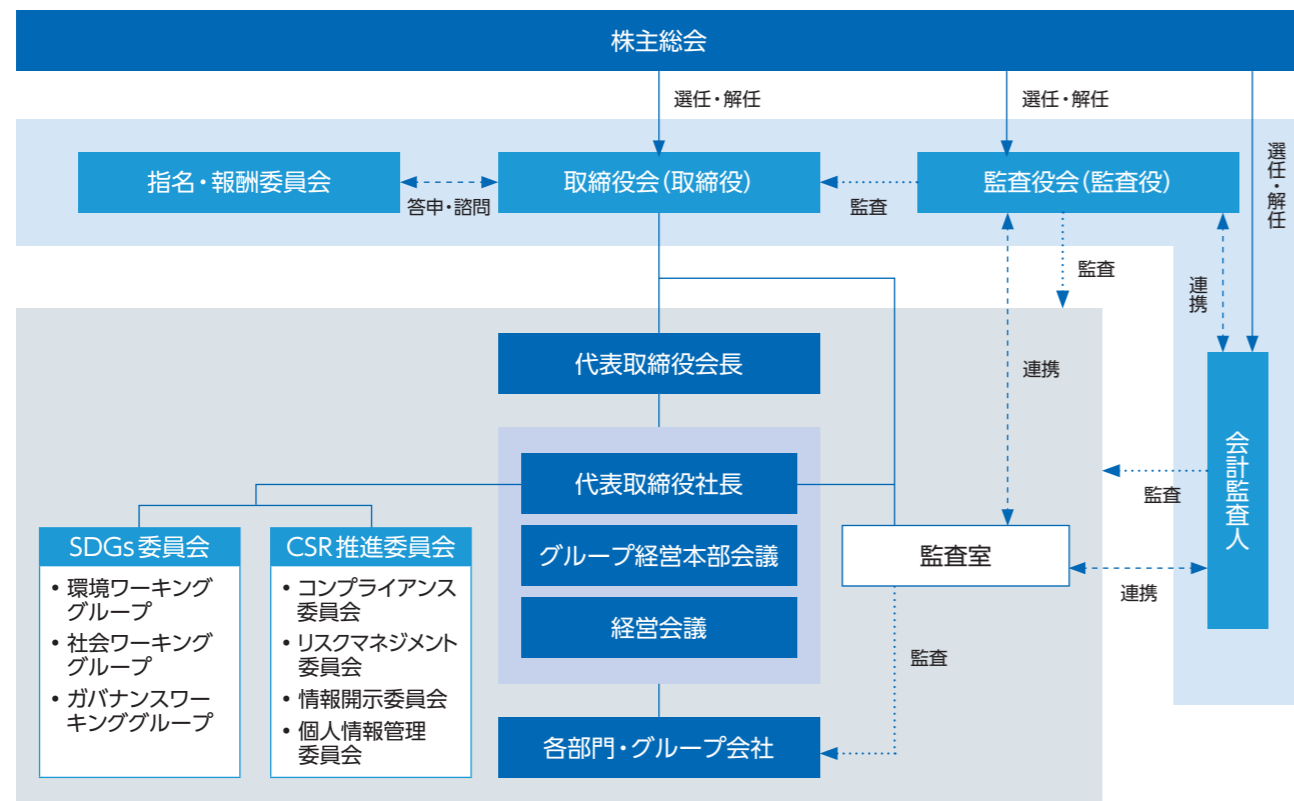 株主総会
選任・解任
選任・解任
選任・解任
指名・報酬委員会
答申・諮問
取締役会(取締役)
監査
監査役会(監査役)
監査
連携
連携
代表取締役会長
代表取締役社長
グループ経営本部会議
経営会議
監査室
監査
連携
会計監査人
監査
SDGs委員会
• 環境ワーキング
グループ
• 社会ワーキング
グループ
• ガバナンスワー
キンググループ
CSR推進委員会
• コンプライアンス
委員会
• リスクマネジメント
委員会
• 情報開示委員会
• 個人情報管理
委員会
各部門・グループ会社